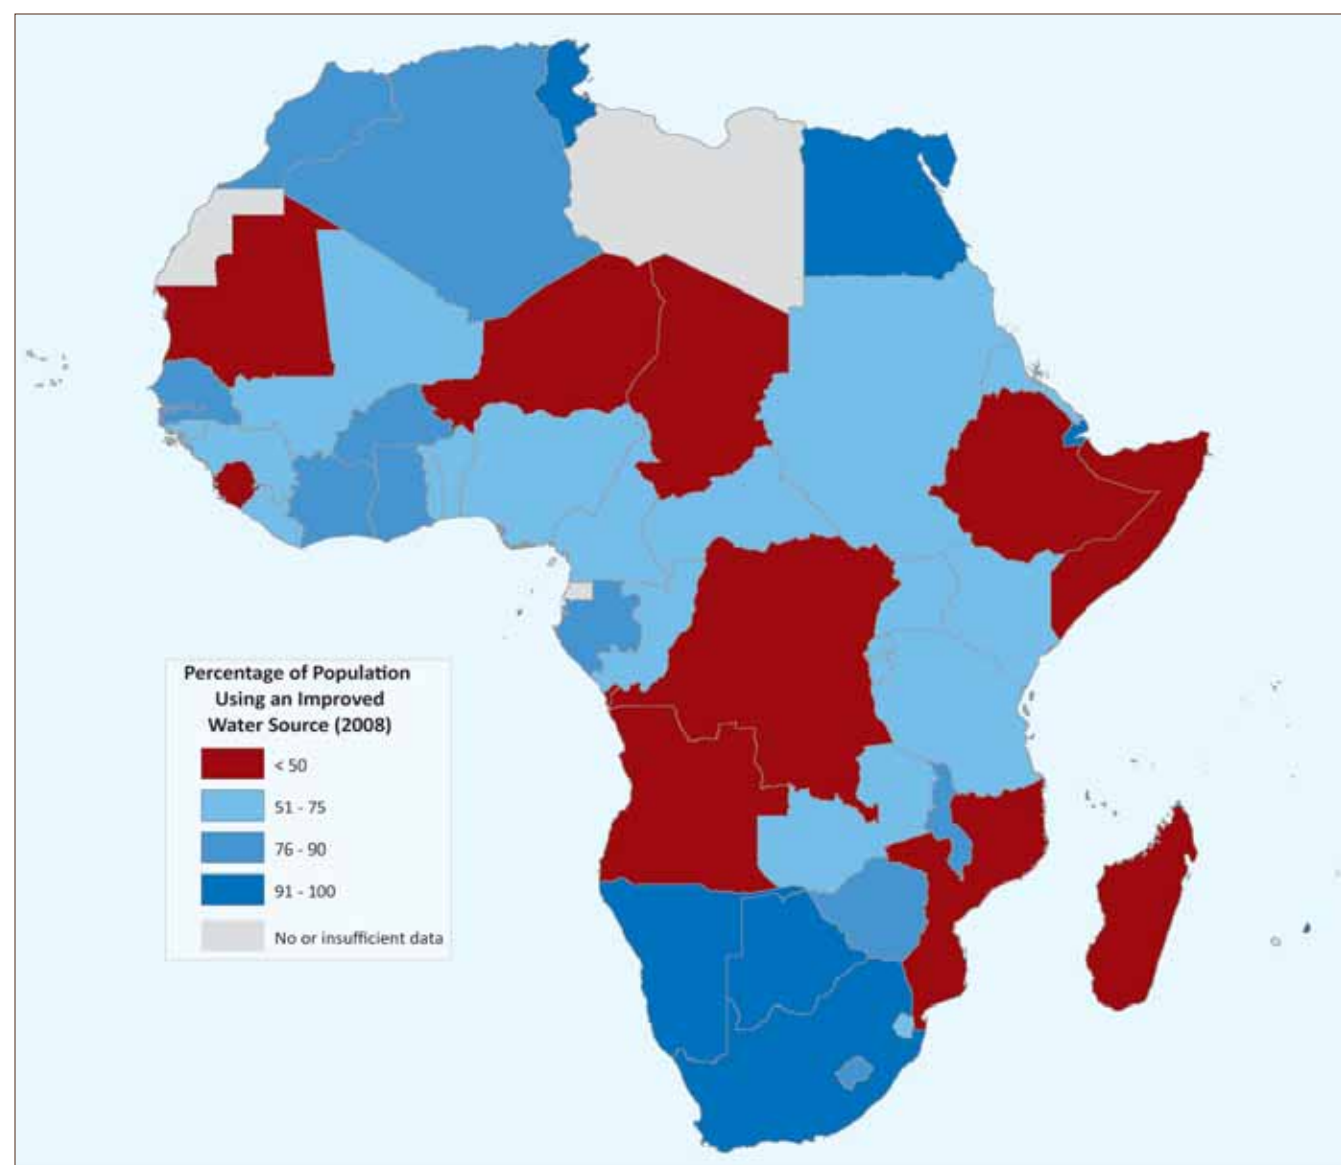 Percentage of Population
Using an Improved
Water Source (2008)
< 50
51 - 75
76 - 90
91 - 100
No or insufficient data